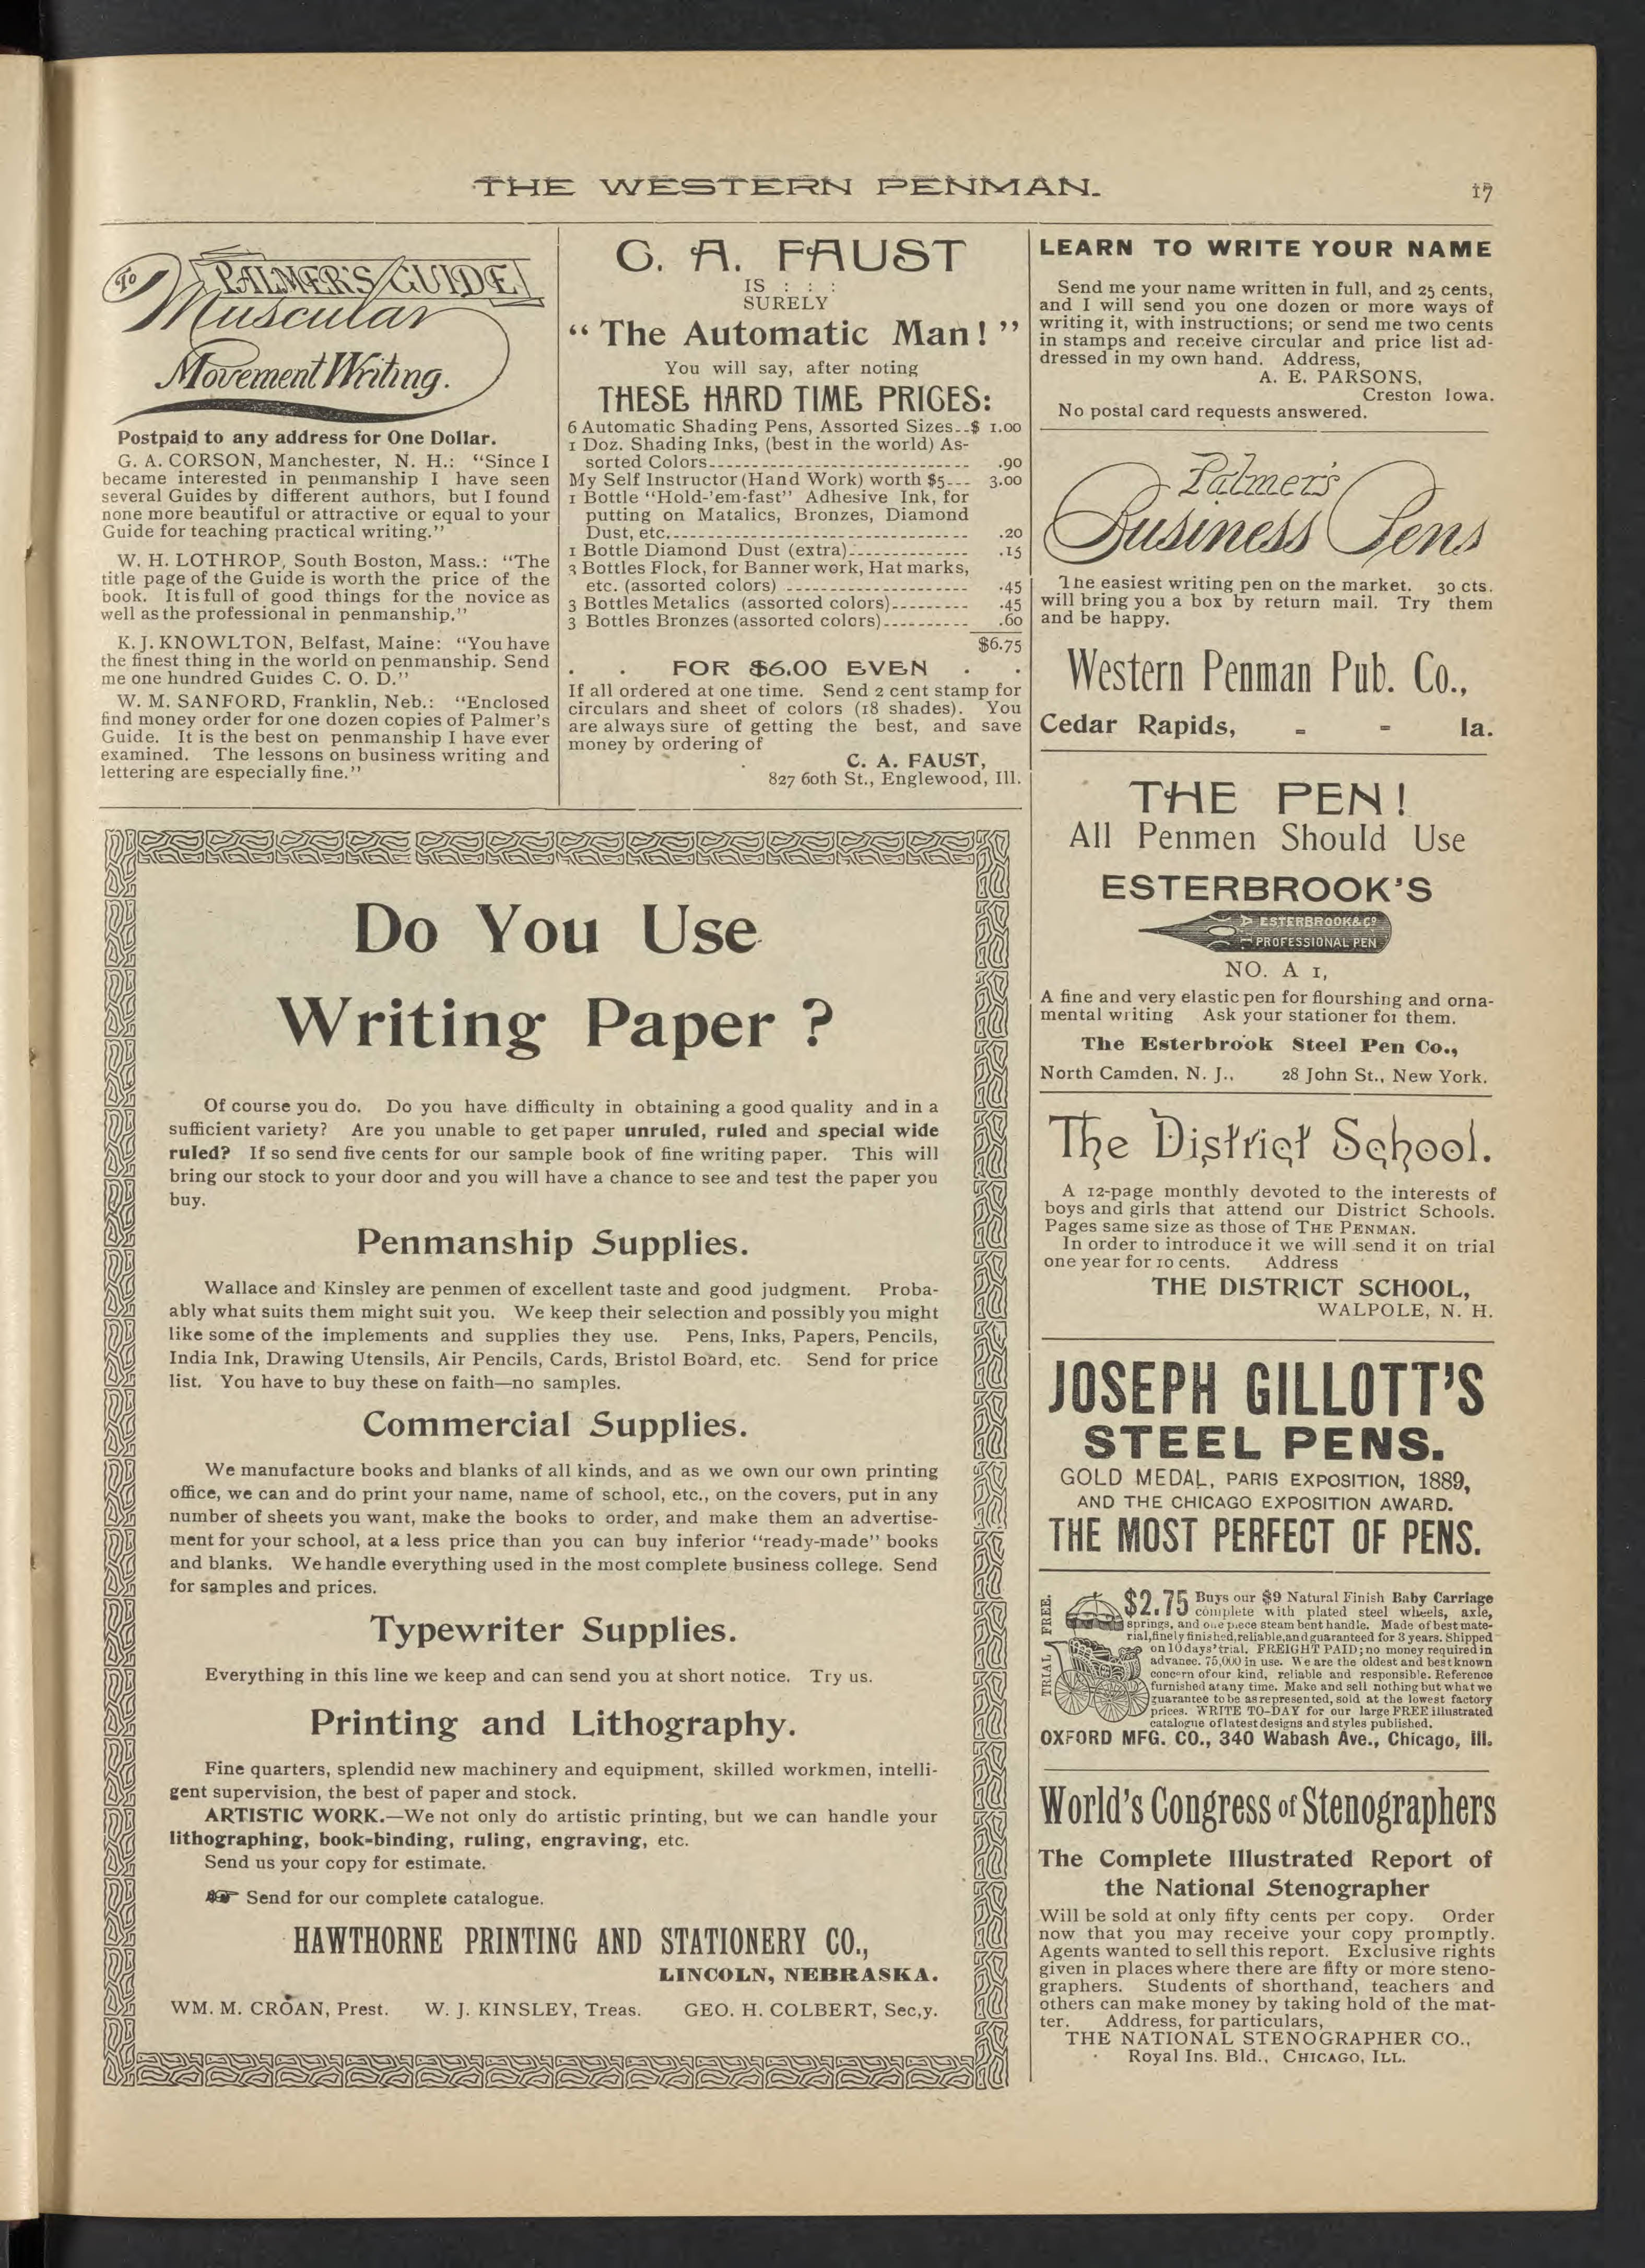 THE WESTERN PENMAN.
17
PALMER'S GUIDE
To
Muscular
Movement Writing.
Postpaid to any address for One Dollar.
G. A. CORSON, Manchester, N. H.: "Since I
became interested in penmanship I have seen
several Guides by different authors, but I found
none more beautiful or attractive or equal to your
Guide for teaching practical writing."
W. H. LOTHROP, South Boston, Mass.: "The
title page of the Guide is worth the price of the
book. It is full of good things for the novice as
well as the professional in penmanship."
K. J. KNOWLTON, Belfast, Maine: "You have
the finest thing in the world on penmanship. Send
me one hundred Guides C. O. D."
W. M. SANFORD, Franklin, Neb.: "Enclosed
find money order for one dozen copies of Palmer's
Guide. It is the best on penmanship I have ever
examined. The lessons on business writing and
lettering are especially fine."
C. A. FAUST
IS : : :
SURELY
"The Automatic Man!"
You will say, after noting
THESE HARD TIME PRICES:
6 Automatic Shading Pens, Assorted Sizes..$ 1.00
1 Doz. Shading Inks, (best in the world) As-
sorted Colors----------------------------- .90
My Self Instructor (Hand Work) worth $5--- 3.00
1 Bottle "Hold-'em-fast" Adhesive Ink, for
putting on Matalics, Bronzes, Diamond
Dust, etc.--------------------------------- .20
1 Bottle Diamond Dust (extra)------------- .15
3 Bottles Flock, for Banner work, Hat marks,
etc. (assorted colors) -------------------- .45
3 Bottles Metalics (assorted colors)--------- .45
3 Bottles Bronzes (assorted colors)---------- .60
$6.75
. . FOR $6.00 EVEN . .
If all ordered at one time. Send 2 cent stamp for
circulars and sheet of colors (18 shades). You
are always sure of getting the best, and save
money by ordering of
C. A. FAUST,
827 60th St., Englewood, Ill.
Do You Use
Writing Paper ?
Of course you do. Do you have difficulty in obtaining a good quality and in a
sufficient variety? Are you unable to get paper unruled, ruled and special wide
ruled? If so send five cents for our sample book of fine writing paper. This will
bring our stock to your door and you will have a chance to see and test the paper you
buy.
Penmanship Supplies.
Wallace and Kinsley are penmen of excellent taste and good judgment. Proba-
ably what suits them might suit you. We keep their selection and possibly you might
like some of the implements and supplies they use. Pens, Inks, Papers, Pencils,
India Ink, Drawing Utensils, Air Pencils, Cards, Bristol Board, etc. Send for price
list. You have to buy these on faith—no samples.
Commercial Supplies.
We manufacture books and blanks of all kinds, and as we own our own printing
office, we can and do print your name, name of school, etc., on the covers, put in any
number of sheets you want, make the books to order, and make them an advertise-
ment for your school, at a less price than you can buy inferior "ready-made" books
and blanks. We handle everything used in the most complete business college. Send
for samples and prices.
Typewriter Supplies.
Everything in this line we keep and can send you at short notice. Try us.
Printing and Lithography.
Fine quarters, splendid new machinery and equipment, skilled workmen, intelli-
gent supervision, the best of paper and stock.
ARTISTIC WORK.—We not only do artistic printing, but we can handle your
lithographing, book-binding, ruling, engraving, etc.
Send us your copy for estimate.
☞ Send for our complete catalogue.
HAWTHORNE PRINTING AND STATIONERY CO.,
LINCOLN, NEBRASKA.
WM. M. CROAN, Prest. W. J. KINSLEY, Treas. GEO. H. COLBERT, Sec,y.
LEARN TO WRITE YOUR NAME
Send me your name written in full, and 25 cents,
and I will send you one dozen or more ways of
writing it, with instructions; or send me two cents
in stamps and receive circular and price list ad-
dressed in my own hand. Address,
A. E. PARSONS,
Creston Iowa.
No postal card requests answered.
Palmer's
Business Pens
The easiest writing pen on the market. 30 cts.
will bring you a box by return mail. Try them
and be happy.
Western Penman Pub. Co.,
Cedar Rapids, - - Ia.
THE PEN!
All Penmen Should Use
ESTERBROOK'S
A 1 ESTERBROOK & CO
PROFESSIONAL PEN
NO. A 1,
A fine and very elastic pen for flourshing and orna-
mental writing Ask your stationer for them.
The Esterbrook Steel Pen Co.,
North Camden, N. J., 28 John St., New York.
The District School.
A 12-page monthly devoted to the interests of
boys and girls that attend our District Schools.
Pages same size as those of THE PENMAN.
In order to introduce it we will send it on trial
one year for 10 cents. Address
THE DISTRICT SCHOOL,
WALPOLE, N. H.
JOSEPH GILLOTT'S
STEEL PENS.
GOLD MEDAL, PARIS EXPOSITION, 1889,
AND THE CHICAGO EXPOSITION AWARD.
THE MOST PERFECT OF PENS.
TRIAL FREE.
$2.75 Buys our $9 Natural Finish Baby Carriage
complete with plated steel wheels, axle,
springs, and one piece steam bent handle. Made of best mate-
rial, finely finished, reliable, and guaranteed for 3 years. Shipped
on 10 days' trial. FREIGHT PAID; no money required in
advance. 75,000 in use. We are the oldest and best known
concern of our kind, reliable and responsible. Reference
furnished at any time. Make and sell nothing but what we
guarantee to be as represented, sold at the lowest factory
prices. WRITE TO-DAY for our large FREE illustrated
catalogue of latest designs and styles published.
OXFORD MFG. CO., 340 Wabash Ave., Chicago, Ill.
World's Congress of Stenographers
The Complete Illustrated Report of
the National Stenographer
Will be sold at only fifty cents per copy. Order
now that you may receive your copy promptly.
Agents wanted to sell this report. Exclusive rights
given in places where there are fifty or more steno-
graphers. Students of shorthand, teachers and
others can make money by taking hold of the mat-
ter. Address, for particulars,
THE NATIONAL STENOGRAPHER CO.,
Royal Ins. Bld., CHICAGO, ILL.